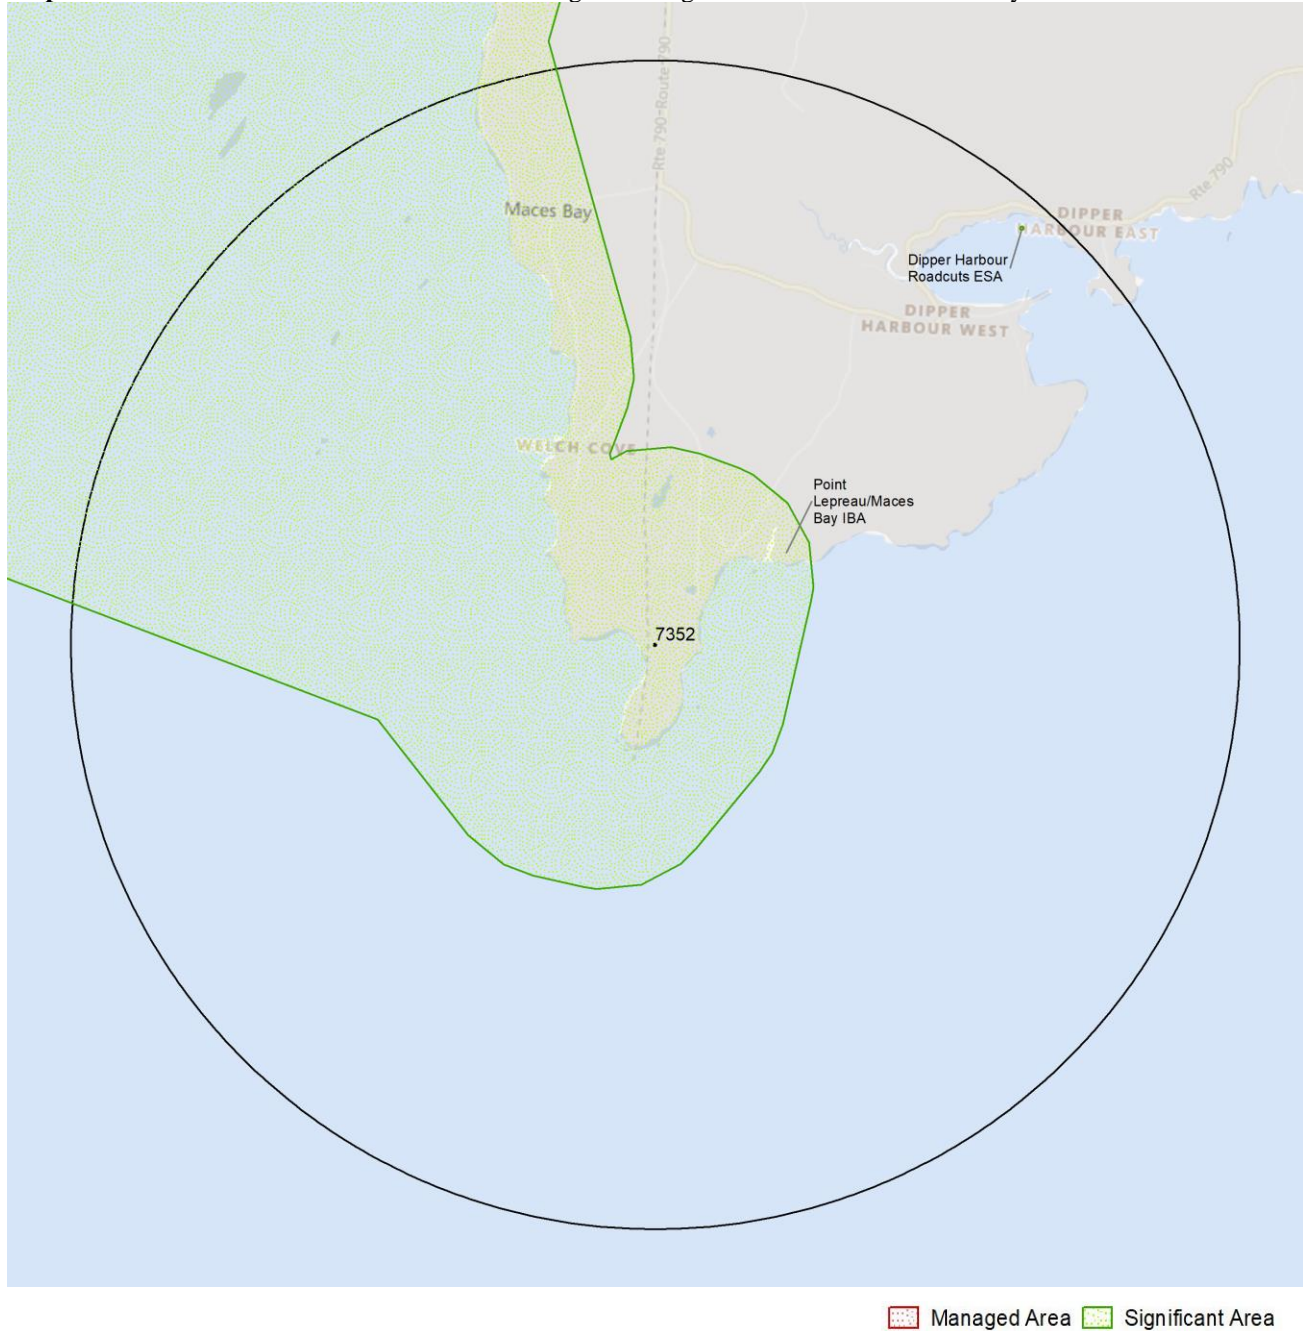 Rte 790-Route 790
Maces Bay
Rte 790
DIPPER
HARBOUR EAST
Dipper Harbour
Roadcuts ESA
DIPPER
HARBOUR WEST
WELCH COVE
Point
Lepreau/Maces
Bay IBA
7352
Managed Area
Significant Area